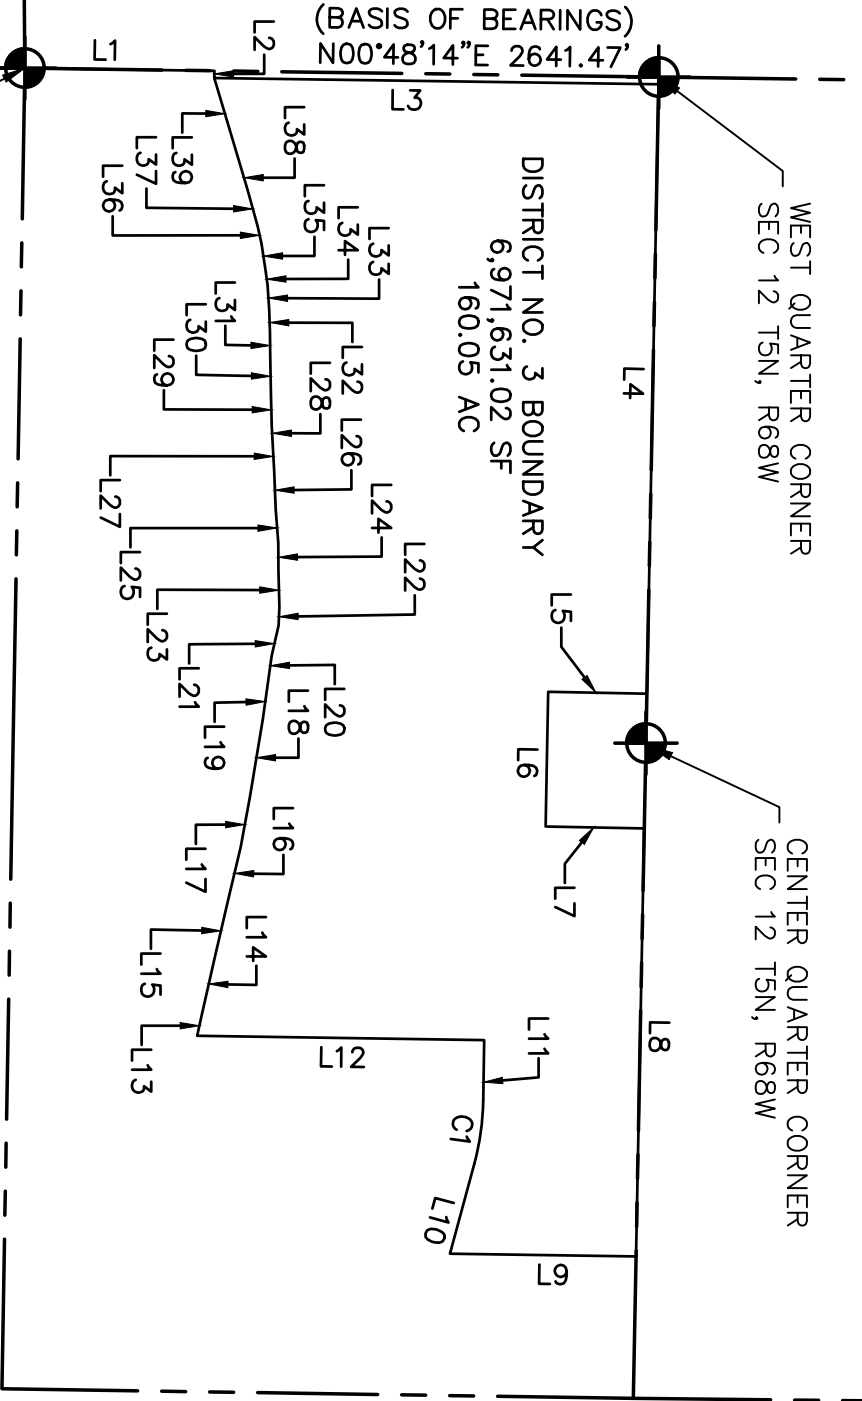 (BASIS OF BEARINGS)
N00°48'14"E 2641.47'
L1
L2
L3
WEST QUARTER CORNER
SEC 12 T5N, R68W
DISTRICT NO. 3 BOUNDARY
6,971,631.02 SF
160.05 AC
L4
L5
L6
L7
CENTER QUARTER CORNER
SEC 12 T5N, R68W
L8
L9
L10
C1
L11
L12
L13
L14
L15
L16
L17
L18
L19
L20
L21
L22
L23
L24
L25
L26
L27
L28
L29
L30
L31
L32
L33
L34
L35
L36
L37
L38
L39